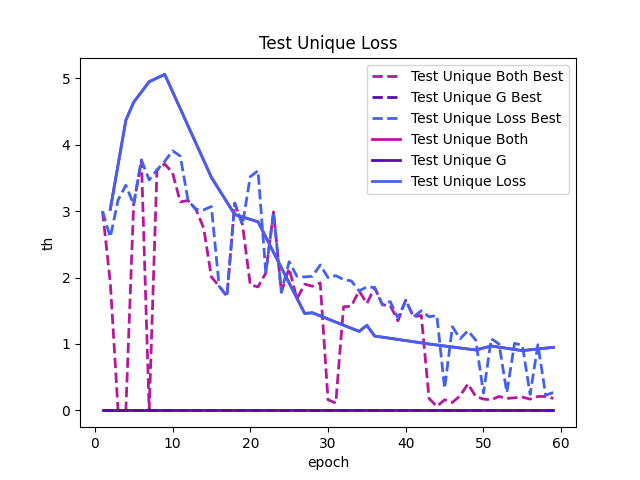 Test Unique Loss
Test Unique Both Best
Test Unique G Best
Test Unique Loss Best
Test Unique Both
Test Unique G
Test Unique Loss
5
4
3
2
1
0
th
0 10 20 30 40 50 60
epoch